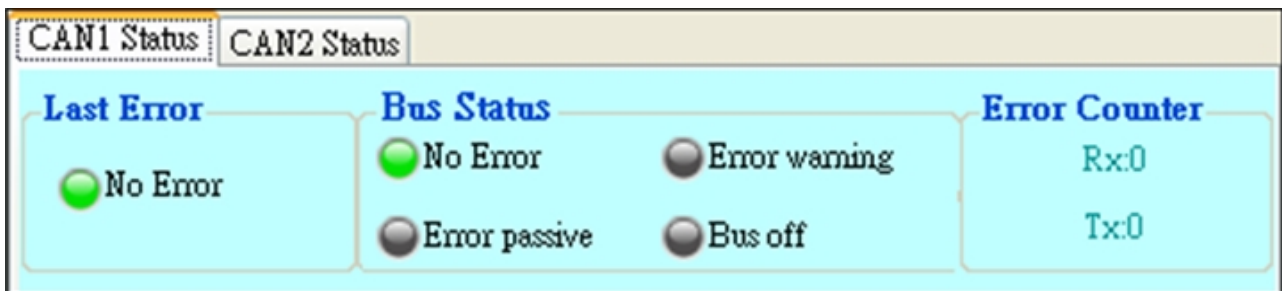 CAN1 Status CAN2 Status
Last Error
No Error
Bus Status
No Error Error warning
Error passive Bus off
Error Counter
Rx:0
Tx:0